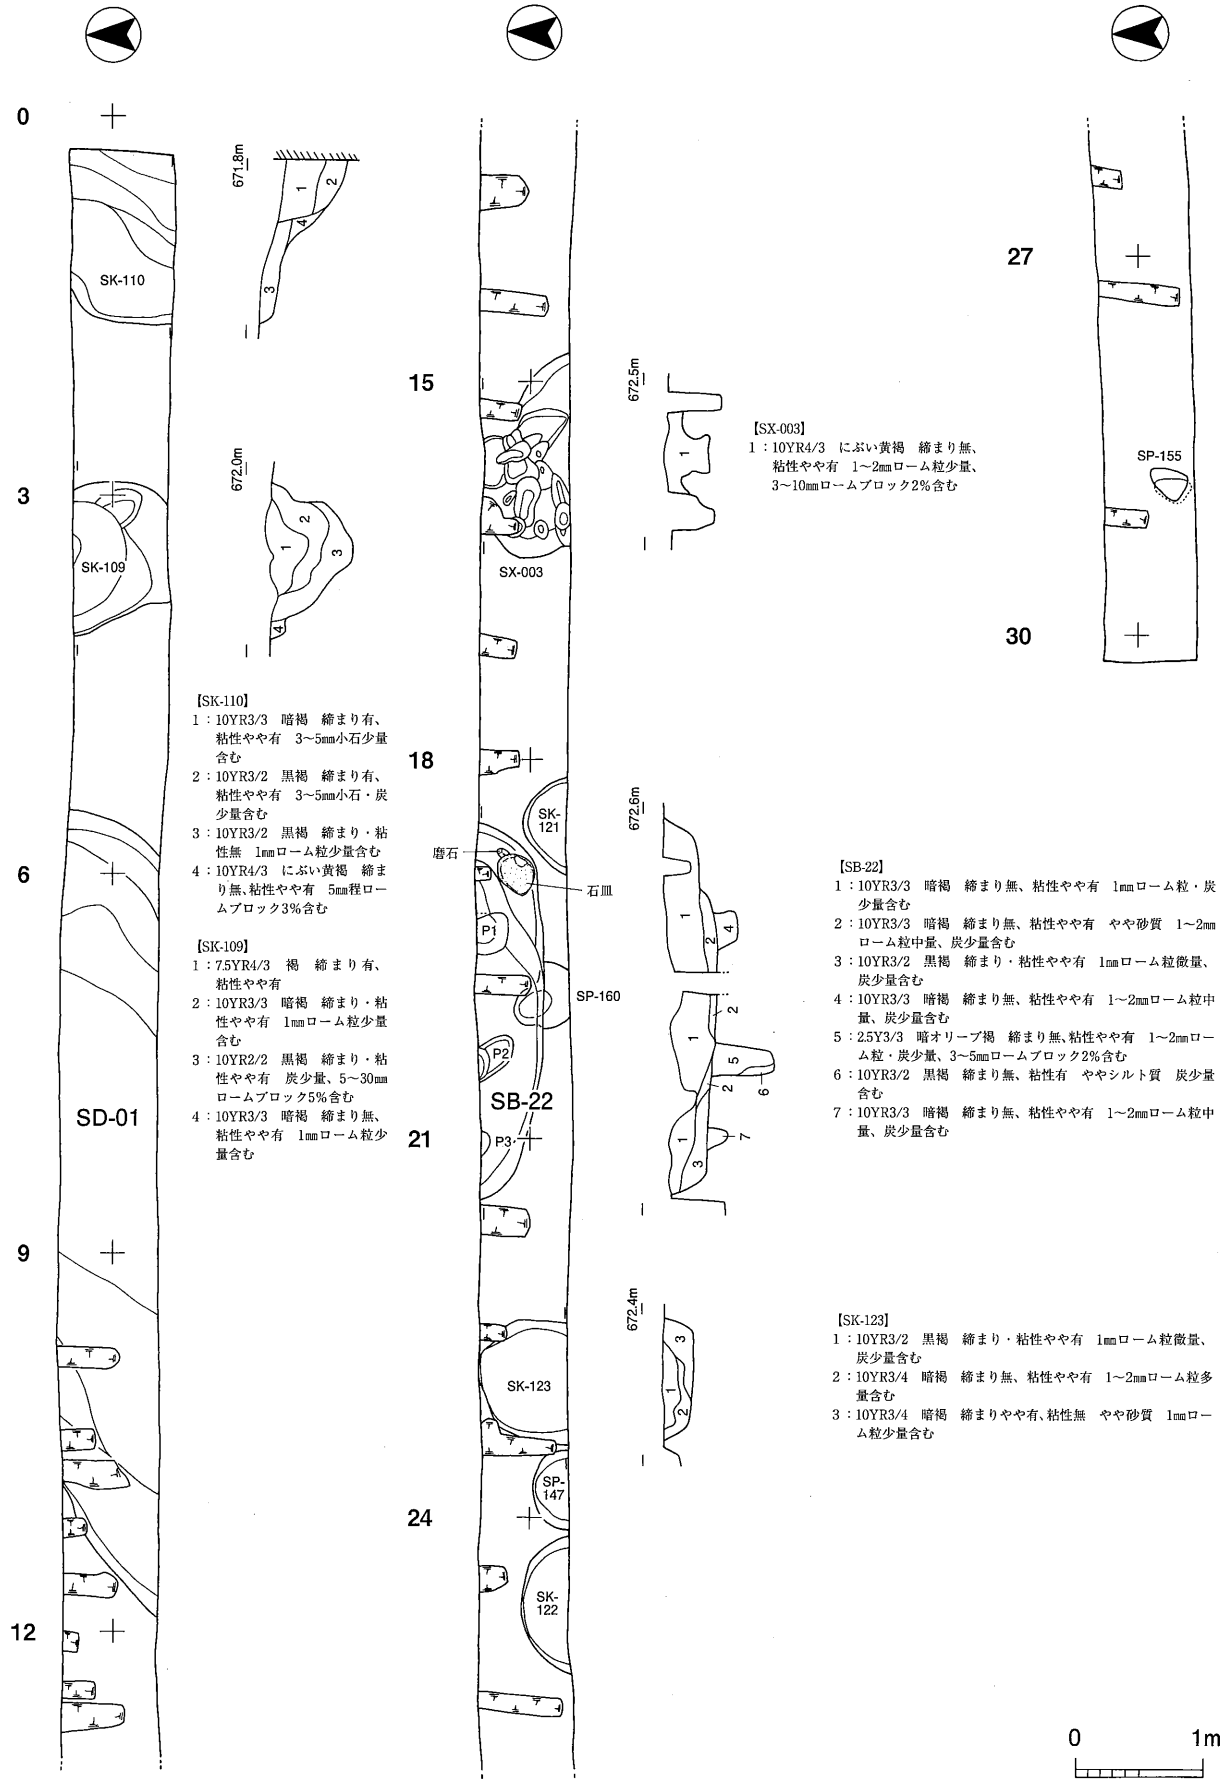 0
3
6
9
12
SK-110
SK-109
SD-01
671.8m
1
2
4
3
672.0m
2
1
3
4
【SK-110】
1：10YR3/3 暗褐 締まり有、
粘性やや有 3～5㎜小石少量
含む
2：10YR3/2 黒褐 締まり有、
粘性やや有 3～5㎜小石・炭
少量含む
3：10YR3/2 黒褐 締まり・粘
性無 1㎜ローム粒少量含む
4：10YR4/3 にぶい黄褐 締ま
り無、粘性やや有 5㎜程ロー
ムブロック3%含む
【SK-109】
1：7.5YR4/3 褐 締まり有、
粘性やや有
2：10YR3/3 暗褐 締まり・粘
性やや有 1㎜ローム粒少量
含む
3：10YR2/2 黒褐 締まり・粘
性やや有 炭少量、5～30㎜
ロームブロック5%含む
4：10YR3/3 暗褐 締まり無、
粘性やや有 1㎜ローム粒少
量含む
15
18
21
24
SX-003
SK-
121
磨石
石皿
P1
SP-160
P2
SB-22
P3
SK-123
SP-
147
SK-
122
672.5m
1
【SX-003】
1：10YR4/3 にぶい黄褐 締まり無、
粘性やや有 1～2㎜ローム粒少量、
3～10㎜ロームブロック2%含む
672.6m
1
2
4
2
1
5
2
6
1
7
3
【SB-22】
1：10YR3/3 暗褐 締まり無、粘性やや有 1㎜ローム粒・炭
少量含む
2：10YR3/3 暗褐 締まり無、粘性やや有 やや砂質 1～2㎜
ローム粒中量、炭少量含む
3：10YR3/2 黒褐 締まり・粘性やや有 1㎜ローム粒微量、
炭少量含む
4：10YR3/3 暗褐 締まり無、粘性やや有 1～2㎜ローム粒中
量、炭少量含む
5：2.5Y3/3 暗オリーブ褐 締まり無、粘性やや有 1～2㎜ロー
ム粒・炭少量、3～5㎜ロームブロック2%含む
6：10YR3/2 黒褐 締まり無、粘性有 ややシルト質 炭少量
含む
7：10YR3/3 暗褐 締まり無、粘性やや有 1～2㎜ローム粒中
量、炭少量含む
672.4m
3
1
2
【SK-123】
1：10YR3/2 黒褐 締まり・粘性やや有 1㎜ローム粒微量、
炭少量含む
2：10YR3/4 暗褐 締まり無、粘性やや有 1～2㎜ローム粒多
量含む
3：10YR3/4 暗褐 締まりやや有、粘性無 やや砂質 1㎜ロー
ム粒少量含む
27
30
SP-155
0 1m